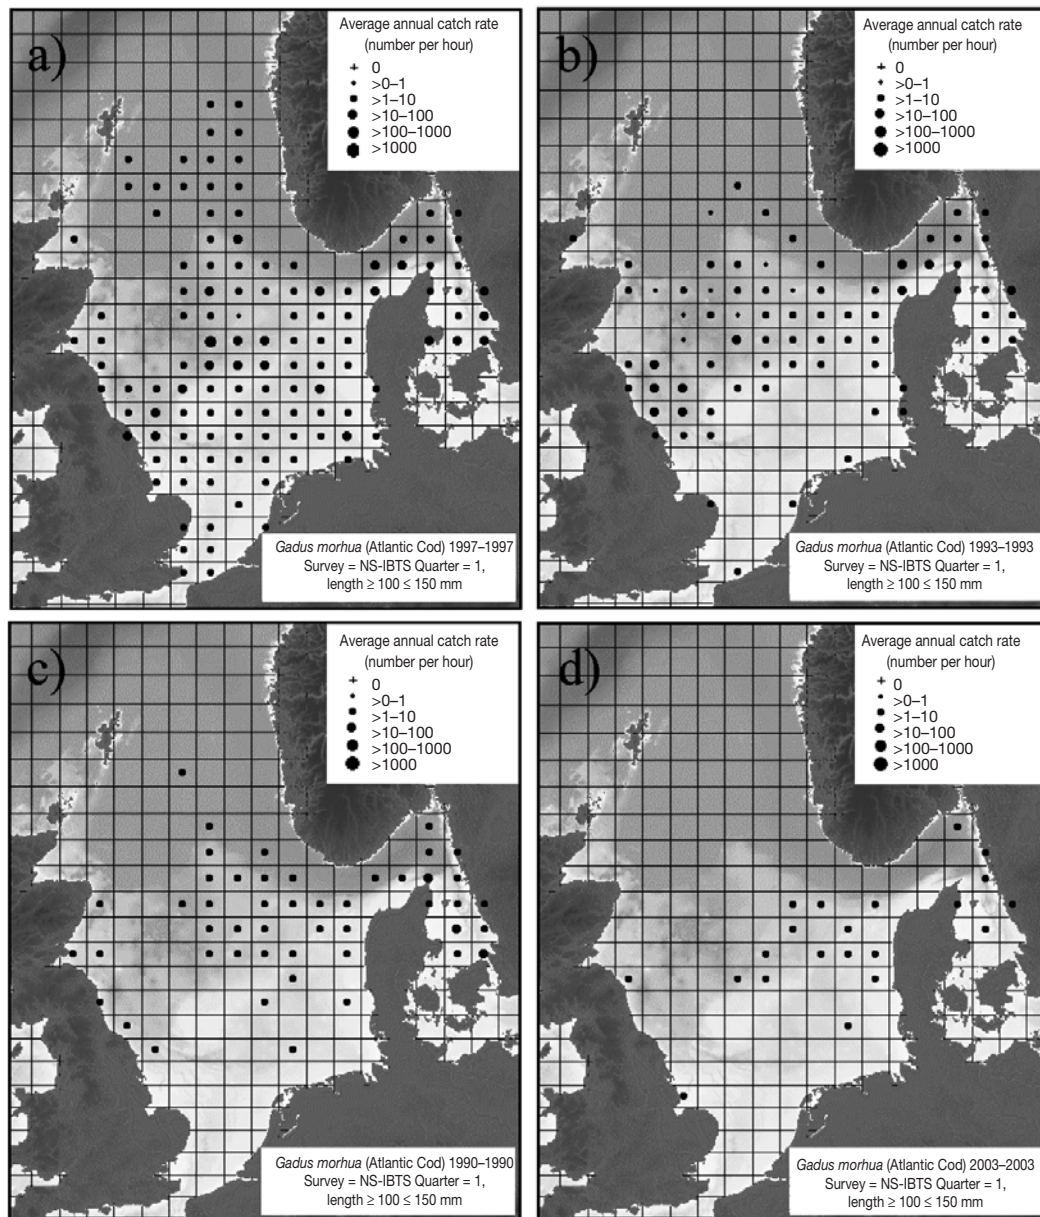 a)
Average annual catch rate
(number per hour)
0
>0–1
>1–10
>10–100
>100–1000
>1000
Gadus morhua (Atlantic Cod) 1997–1997
Survey = NS-IBTS Quarter = 1,
length ≥ 100 ≤ 150 mm
b)
Average annual catch rate
(number per hour)
0
>0–1
>1–10
>10–100
>100–1000
>1000
Gadus morhua (Atlantic Cod) 1993–1993
Survey = NS-IBTS Quarter = 1,
length ≥ 100 ≤ 150 mm
c)
Average annual catch rate
(number per hour)
0
>0–1
>1–10
>10–100
>100–1000
>1000
Gadus morhua (Atlantic Cod) 1990–1990
Survey = NS-IBTS Quarter = 1,
length ≥ 100 ≤ 150 mm
d)
Average annual catch rate
(number per hour)
0
>0–1
>1–10
>10–100
>100–1000
>1000
Gadus morhua (Atlantic Cod) 2003–2003
Survey = NS-IBTS Quarter = 1,
length ≥ 100 ≤ 150 mm